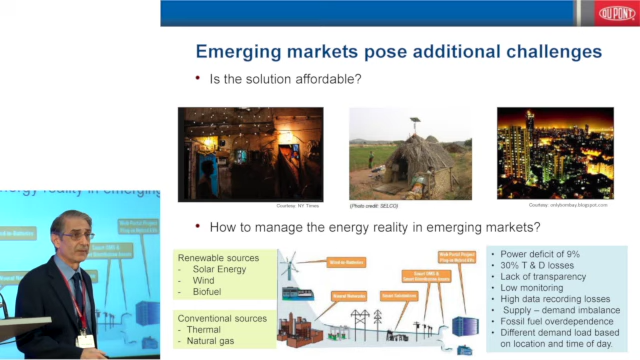 DU PONT
Emerging markets pose additional challenges
• Is the solution affordable?
Courtesy: NY Times
(Photo credit: SELCO)
Courtesy: onlybombay.blogspot.com
• How to manage the energy reality in emerging markets?
Renewable sources
- Solar Energy
- Wind
- Biofuel
Conventional sources
- Thermal
- Natural gas
• Power deficit of 9%
• 30% T & D losses
• Lack of transparency
• Low monitoring
• High data recording losses
• Supply – demand imbalance
• Fossil fuel overdependence
• Different demand load based
on location and time of day.